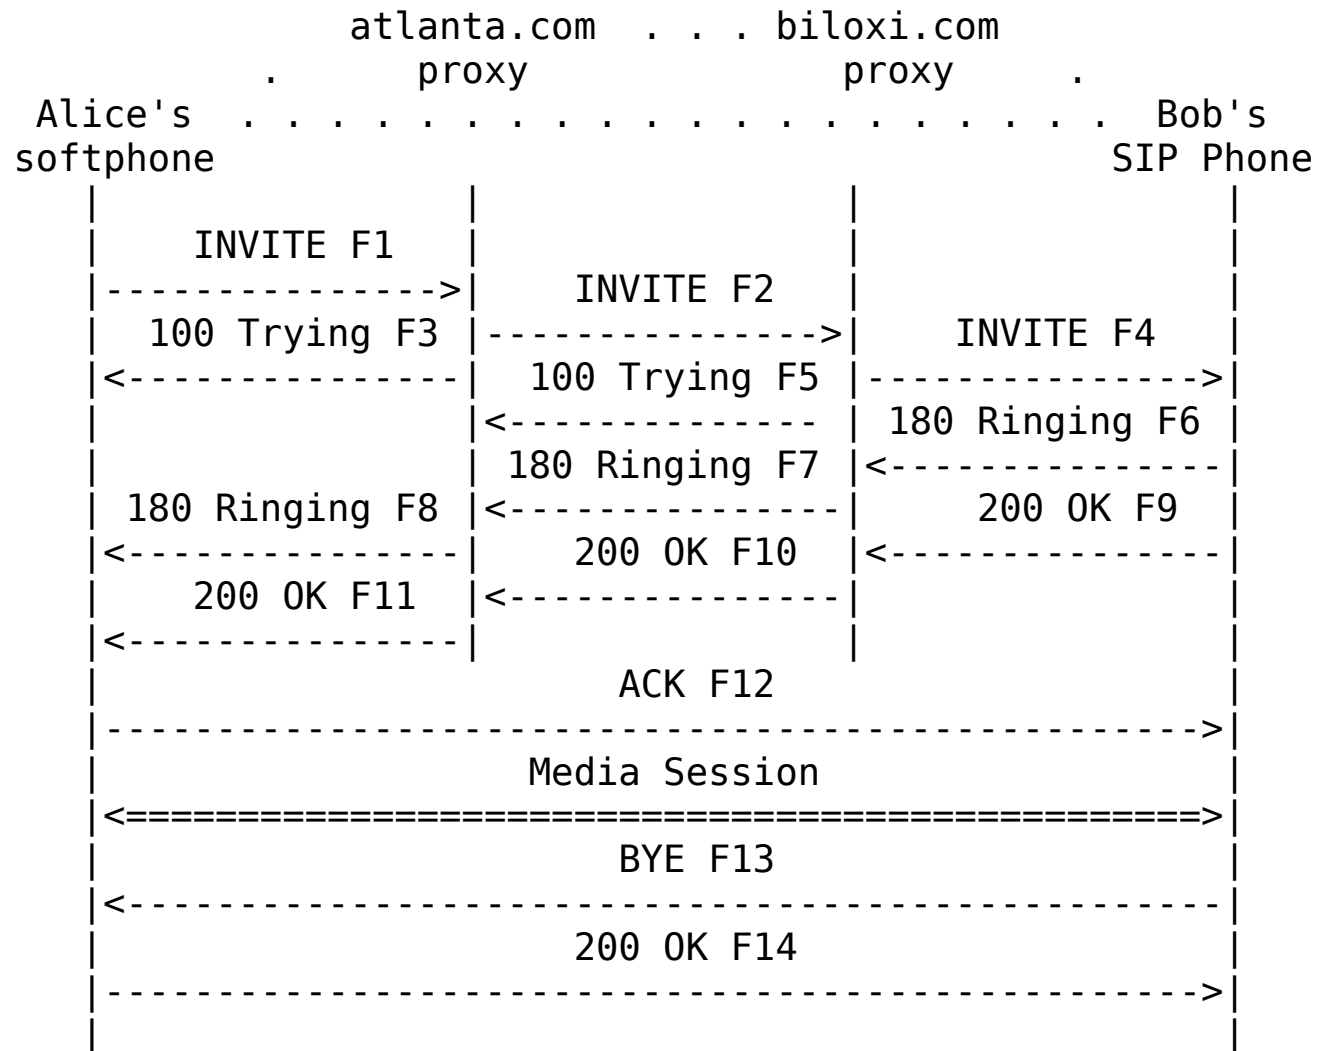 atlanta.com . . . biloxi.com
. proxy proxy .
Alice's . . . . . . . . . . . . . . . . . . . . Bob's
softphone SIP Phone
| | | |
| INVITE F1 | | |
|--------------->| INVITE F2 | |
| 100 Trying F3 |--------------->| INVITE F4 |
|<---------------| 100 Trying F5 |--------------->|
| |<-------------- | 180 Ringing F6 |
| | 180 Ringing F7 |<---------------|
| 180 Ringing F8 |<---------------| 200 OK F9 |
|<---------------| 200 OK F10 |<---------------|
| 200 OK F11 |<---------------| |
|<---------------| | |
| ACK F12 |
|------------------------------------------------->|
| Media Session |
|<================================================>|
| BYE F13 |
|<-------------------------------------------------|
| 200 OK F14 |
|------------------------------------------------->|
| |